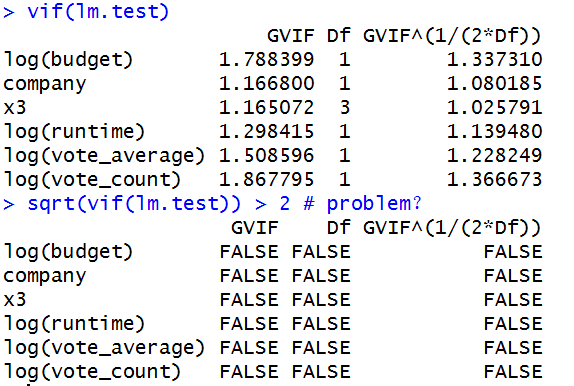 > vif(lm.test)
GVIF Df GVIF^(1/(2*Df))
log(budget) 1.788399 1 1.337310
company 1.166800 1 1.080185
x3 1.165072 3 1.025791
log(runtime) 1.298415 1 1.139480
log(vote_average) 1.508596 1 1.228249
log(vote_count) 1.867795 1 1.366673
> sqrt(vif(lm.test)) > 2 # problem?
GVIF Df GVIF^(1/(2*Df))
log(budget) FALSE FALSE FALSE
company FALSE FALSE FALSE
x3 FALSE FALSE FALSE
log(runtime) FALSE FALSE FALSE
log(vote_average) FALSE FALSE FALSE
log(vote_count) FALSE FALSE FALSE